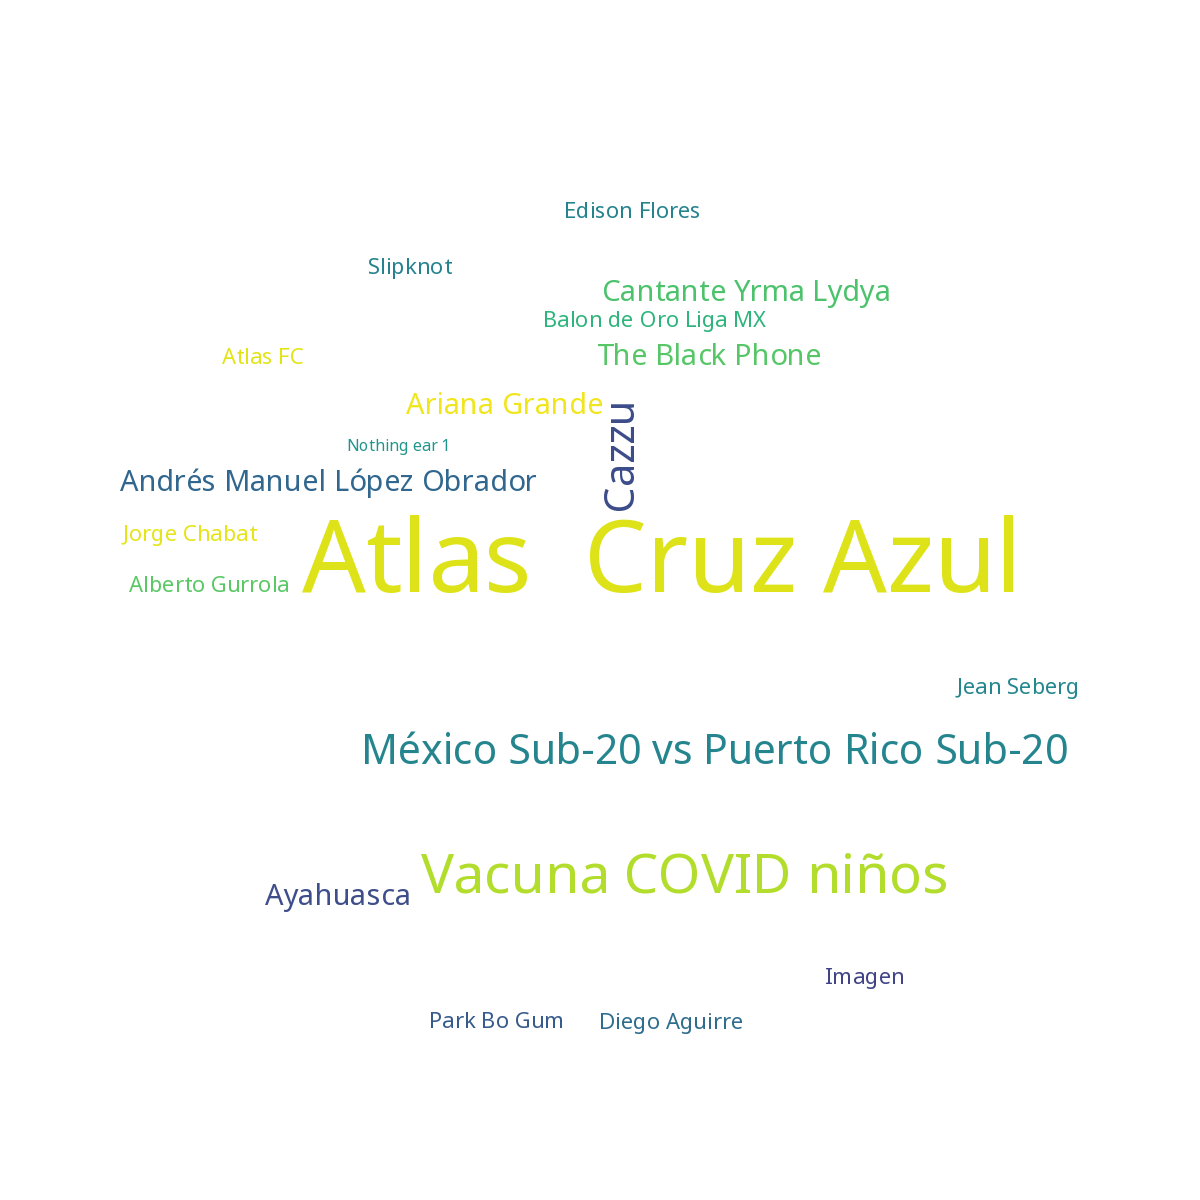 Edison Flores
Slipknot
Cantante Yrma Lydya
Balon de Oro Liga MX
The Black Phone
Atlas FC
Ariana Grande
Cazzu
Nothing ear 1
Andrés Manuel López Obrador
Jorge Chabat
Atlas Cruz Azul
Alberto Gurrola
Jean Seberg
México Sub-20 vs Puerto Rico Sub-20
Vacuna COVID niños
Ayahuasca
Imagen
Park Bo Gum
Diego Aguirre